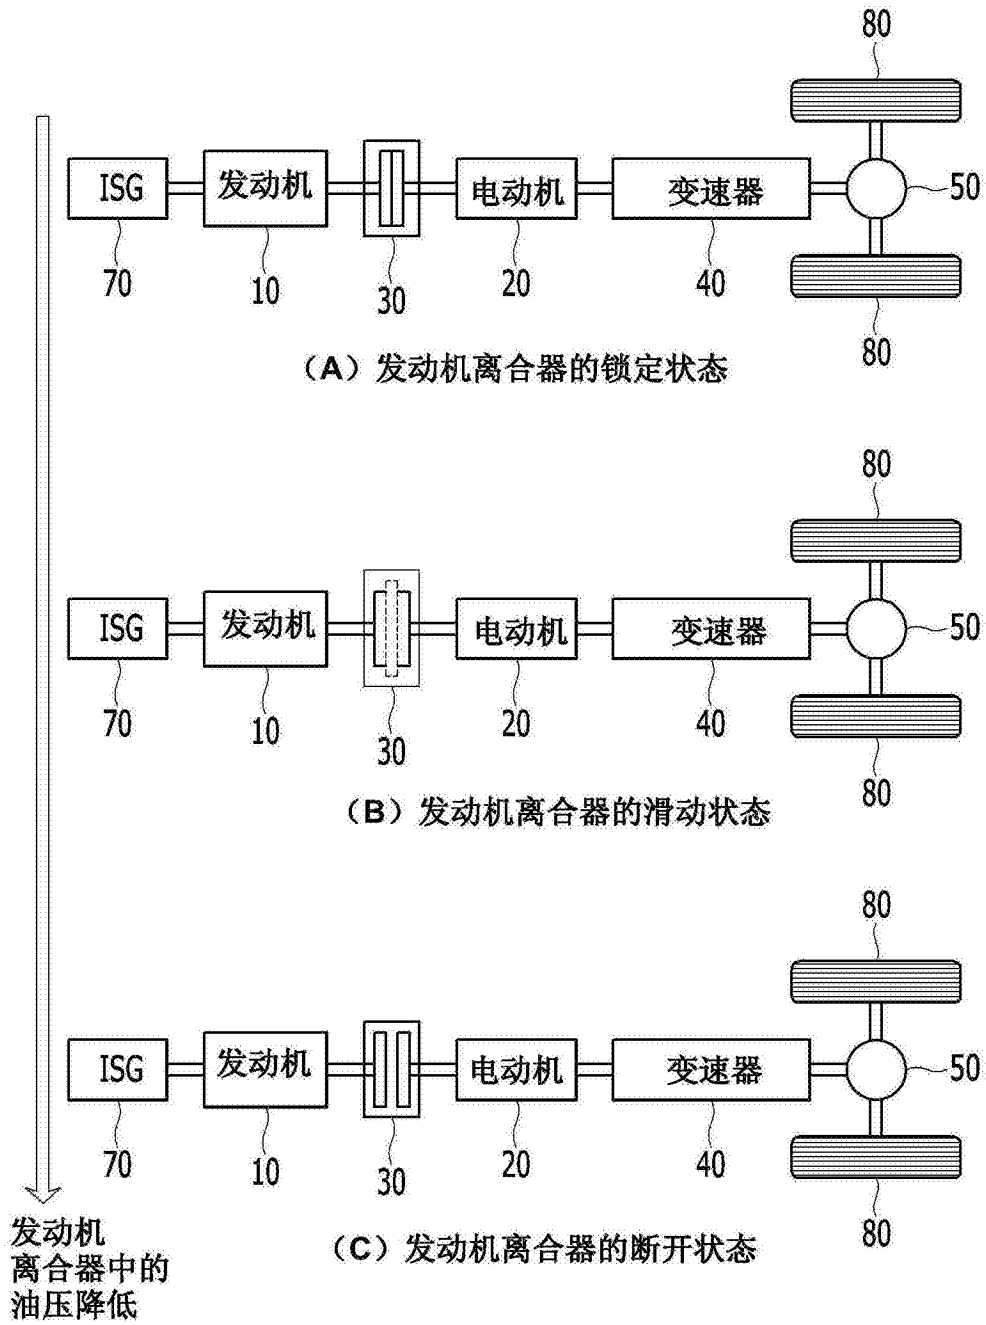 80
ISG
发动机
电动机
变速器
50
70
10
30
20
40
80
（A）发动机离合器的锁定状态
80
ISG
发动机
电动机
变速器
50
70
10
30
20
40
80
（B）发动机离合器的滑动状态
80
ISG
发动机
电动机
变速器
50
70
10
30
20
40
80
（C）发动机离合器的断开状态
发动机
离合器中的
油压降低